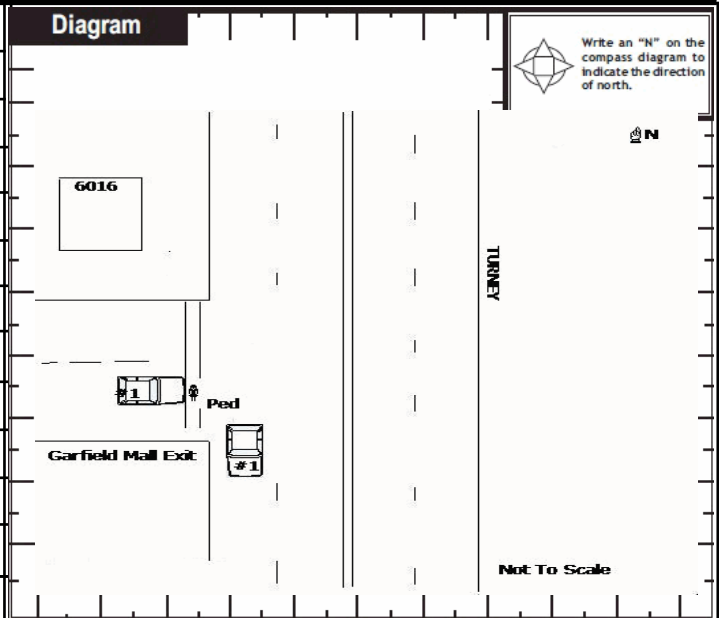 Diagram
Write an “N” on the
compass diagram to
indicate the direction
of north.
N
6016
TURNEY
#1
Ped
#1
Garfield Mall Exit
Not To Scale